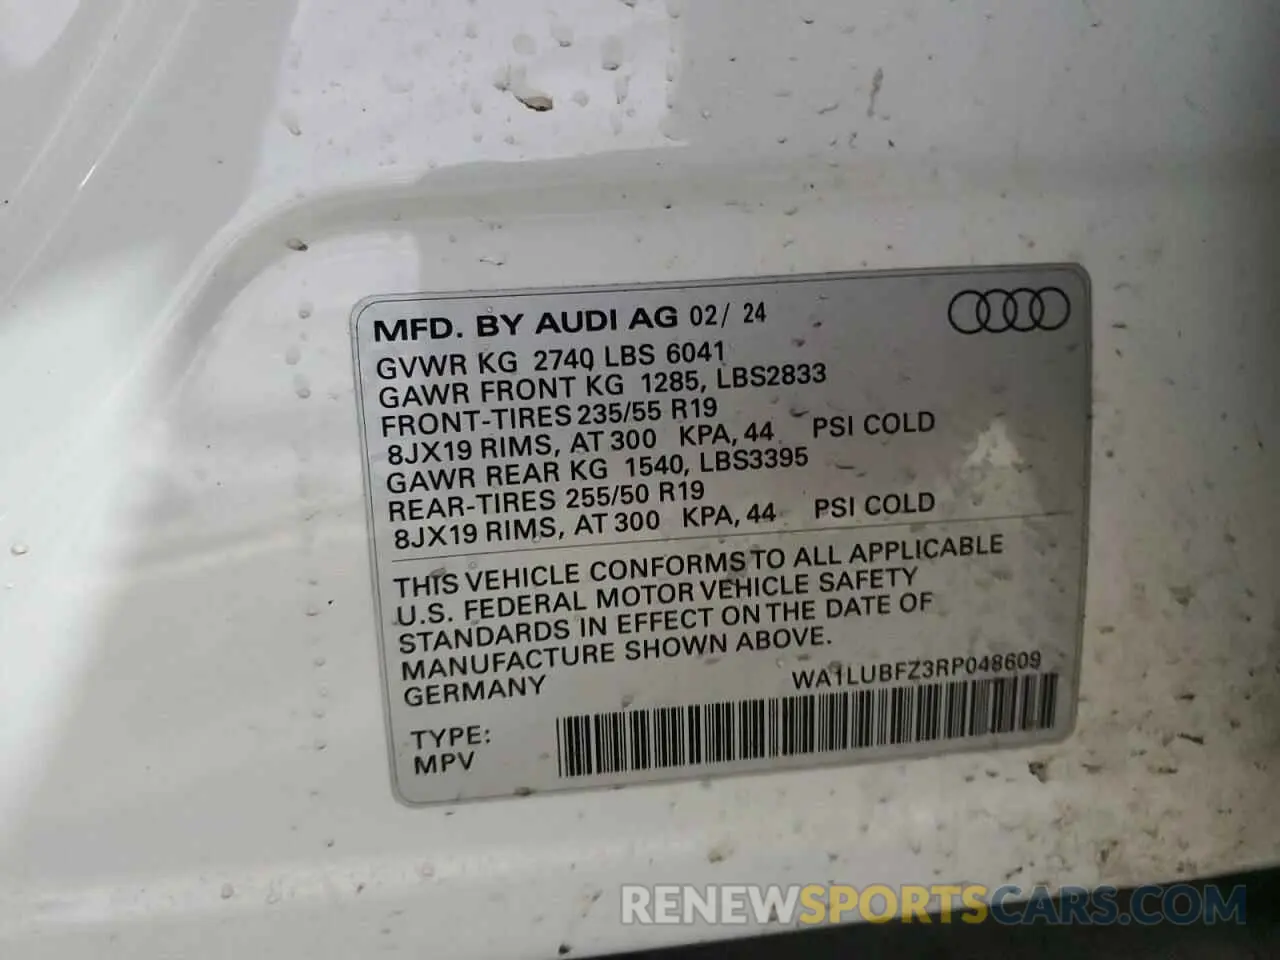 MFD. BY AUDI AG 02/ 24
GVWR KG 2740 LBS 6041
GAWR FRONT KG 1285, LBS2833
FRONT-TIRES 235/55 R19
8JX19 RIMS, AT 300 KPA, 44 PSI COLD
GAWR REAR KG 1540, LBS3395
REAR-TIRES 255/50 R19
8JX19 RIMS, AT 300 KPA, 44 PSI COLD
THIS VEHICLE CONFORMS TO ALL APPLICABLE
U.S. FEDERAL MOTOR VEHICLE SAFETY
STANDARDS IN EFFECT ON THE DATE OF
MANUFACTURE SHOWN ABOVE.
GERMANY WA1LUBFZ3RP048609
TYPE:
MPV
RENEWSPORTSCARS.COM